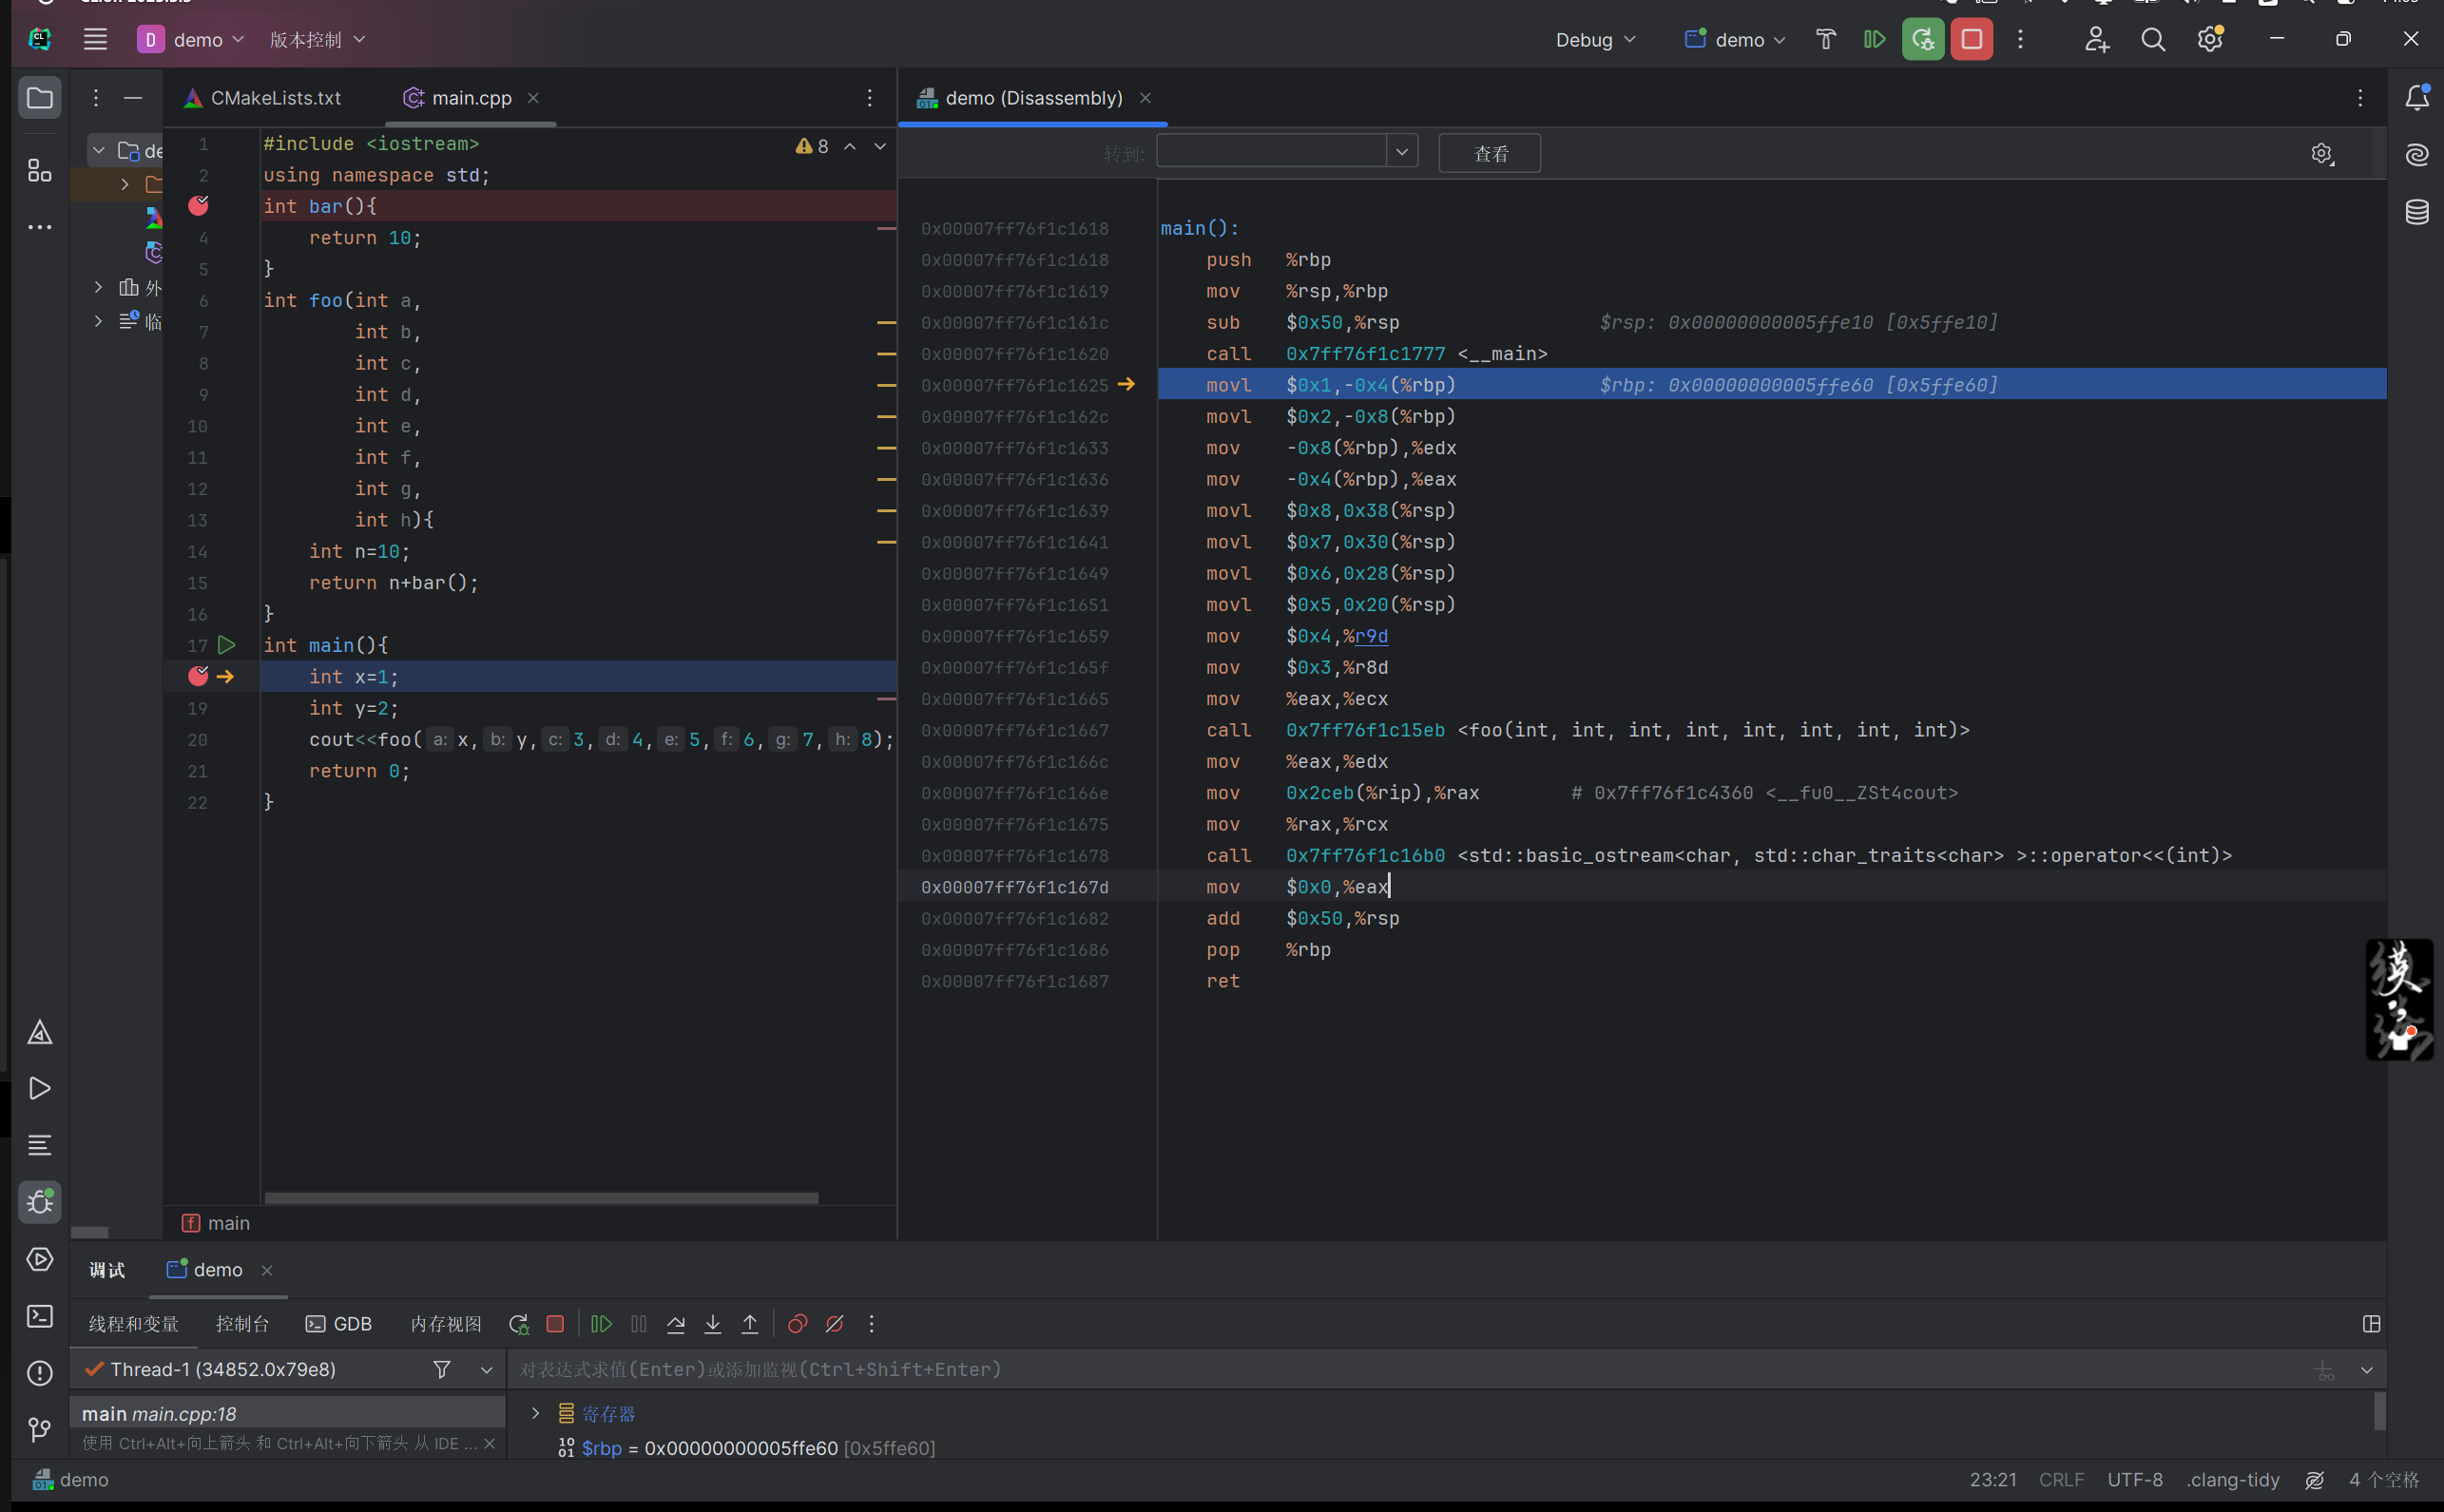 demo 版本控制 Debug demo
CMakeLists.txt main.cpp demo (Disassembly)
转到: 查看
de
外
临
8
1 #include <iostream>
2 using namespace std;
int bar(){
4 return 10;
5 }
6 int foo(int a,
7 int b,
8 int c,
9 int d,
10 int e,
11 int f,
12 int g,
13 int h){
14 int n=10;
15 return n+bar();
16 }
17 int main(){
int x=1;
19 int y=2;
20 cout<<foo( a: x, b: y, c: 3, d: 4, e: 5, f: 6, g: 7, h: 8);
21 return 0;
22 }
main
0x00007ff76f1c1618 main():
0x00007ff76f1c1618 push %rbp
0x00007ff76f1c1619 mov %rsp,%rbp
0x00007ff76f1c161c sub $0x50,%rsp $rsp: 0x00000000005ffe10 [0x5ffe10]
0x00007ff76f1c1620 call 0x7ff76f1c1777 <__main>
0x00007ff76f1c1625 movl $0x1,-0x4(%rbp) $rbp: 0x00000000005ffe60 [0x5ffe60]
0x00007ff76f1c162c movl $0x2,-0x8(%rbp)
0x00007ff76f1c1633 mov -0x8(%rbp),%edx
0x00007ff76f1c1636 mov -0x4(%rbp),%eax
0x00007ff76f1c1639 movl $0x8,0x38(%rsp)
0x00007ff76f1c1641 movl $0x7,0x30(%rsp)
0x00007ff76f1c1649 movl $0x6,0x28(%rsp)
0x00007ff76f1c1651 movl $0x5,0x20(%rsp)
0x00007ff76f1c1659 mov $0x4,%r9d
0x00007ff76f1c165f mov $0x3,%r8d
0x00007ff76f1c1665 mov %eax,%ecx
0x00007ff76f1c1667 call 0x7ff76f1c15eb <foo(int, int, int, int, int, int, int, int)>
0x00007ff76f1c166c mov %eax,%edx
0x00007ff76f1c166e mov 0x2ceb(%rip),%rax # 0x7ff76f1c4360 <__fu0__ZSt4cout>
0x00007ff76f1c1675 mov %rax,%rcx
0x00007ff76f1c1678 call 0x7ff76f1c16b0 <std::basic_ostream<char, std::char_traits<char> >::operator<<(int)>
0x00007ff76f1c167d mov $0x0,%eax
0x00007ff76f1c1682 add $0x50,%rsp
0x00007ff76f1c1686 pop %rbp
0x00007ff76f1c1687 ret
调试 demo
线程和变量 控制台 GDB 内存视图
Thread-1 (34852.0x79e8) 对表达式求值(Enter)或添加监视(Ctrl+Shift+Enter)
main main.cpp:18 寄存器
使用 Ctrl+Alt+向上箭头 和 Ctrl+Alt+向下箭头 从 IDE ... $rbp = 0x00000000005ffe60 [0x5ffe60]
demo 23:21 CRLF UTF-8 .clang-tidy 4 个空格